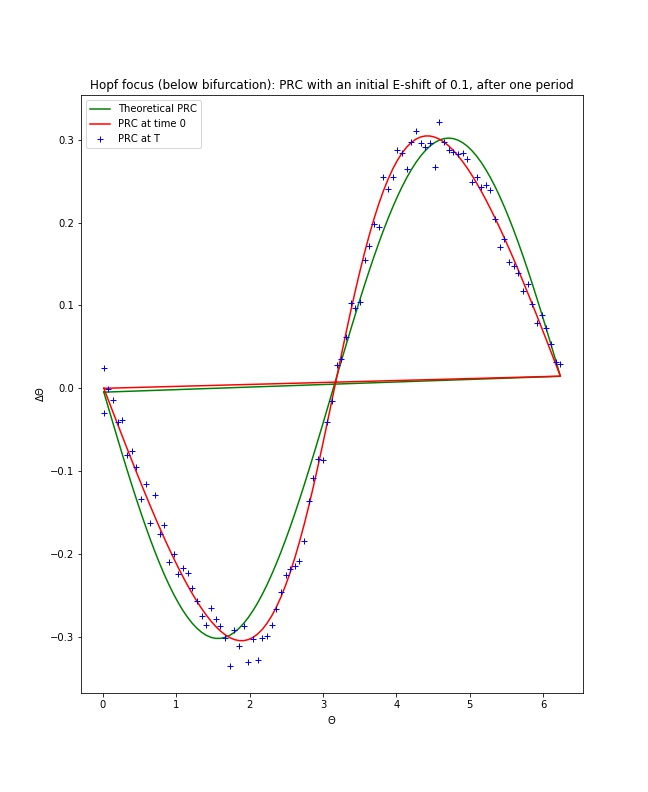 Hopf focus (below bifurcation): PRC with an initial E-shift of 0.1, after one period
Theoretical PRC
PRC at time 0
PRC at T
0.3
0.2
0.1
0.0
−0.1
−0.2
−0.3
ΔΘ
0 1 2 3 4 5 6
Θ